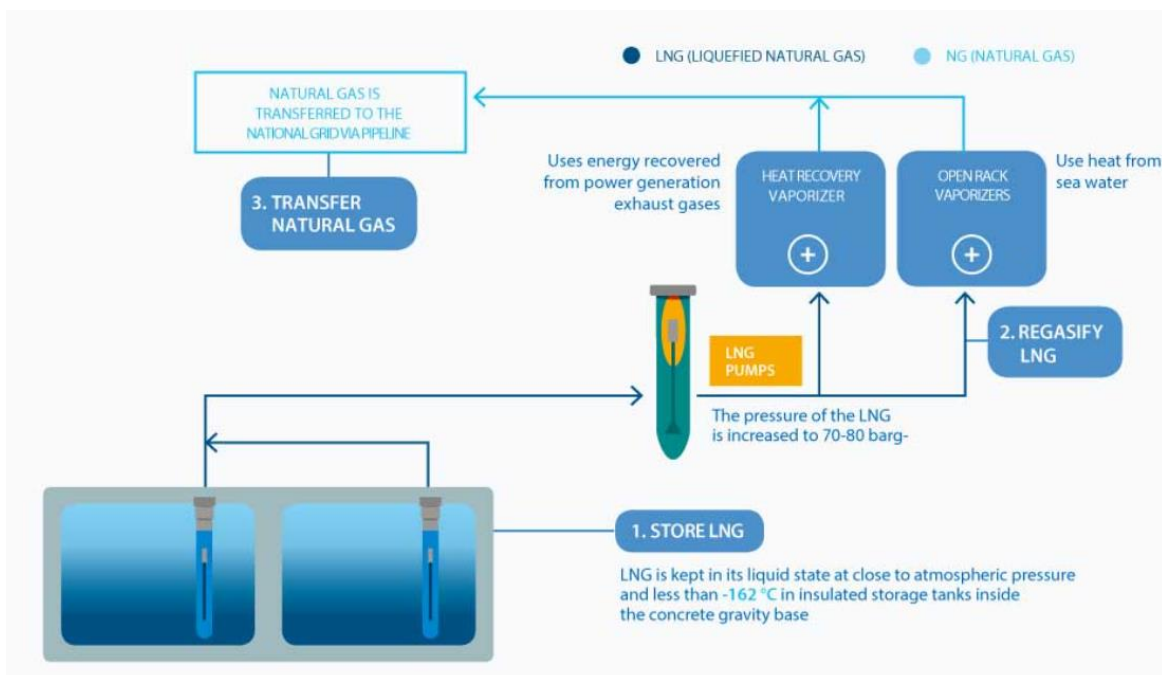 LNG (LIQUEFIED NATURAL GAS)
NG (NATURAL GAS)
NATURAL GAS IS
TRANSFERRED TO THE
NATIONAL GRID VIA PIPELINE
3. TRANSFER
NATURAL GAS
Uses energy recovered
from power generation
exhaust gases
HEAT RECOVERY
VAPORIZER
+
OPEN RACK
VAPORIZERS
+
Use heat from
sea water
2. REGASIFY
LNG
LNG
PUMPS
The pressure of the LNG
is increased to 70-80 barg-
1. STORE LNG
LNG is kept in its liquid state at close to atmospheric pressure
and less than -162 °C in insulated storage tanks inside
the concrete gravity base